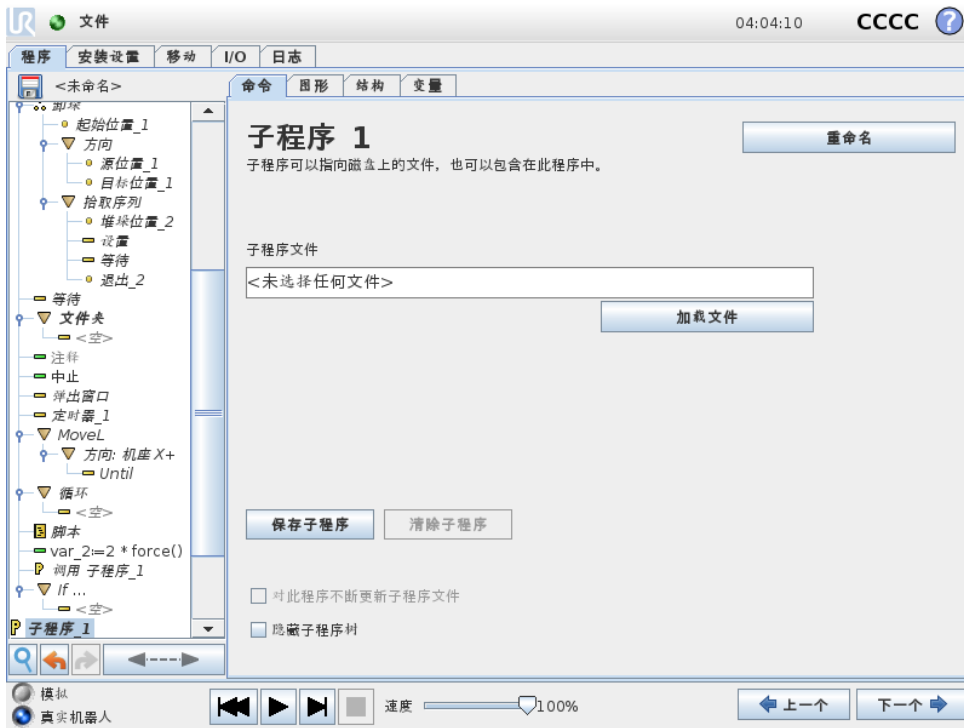 UR 文件 04:04:10 CCCC ?
程序 安装设置 移动 I/O 日志
<未命名>
命令 图形 结构 变量
卸垛
起始位置_1
方向
源位置_1
目标位置_1
拾取序列
堆垛位置_2
设置
等待
退出_2
等待
文件夹
<空>
注释
中止
弹出窗口
定时器_1
MoveL
方向: 机座 X+
Until
循环
<空>
脚本
var_2:=2 * force()
调用 子程序_1
If ...
<空>
子程序_1
子程序 1
重命名
子程序可以指向磁盘上的文件，也可以包含在此程序中。
子程序文件
<未选择任何文件>
加载文件
保存子程序 清除子程序
对此程序不断更新子程序文件
隐藏子程序树
模拟
真实机器人
速度 100%
上一个 下一个